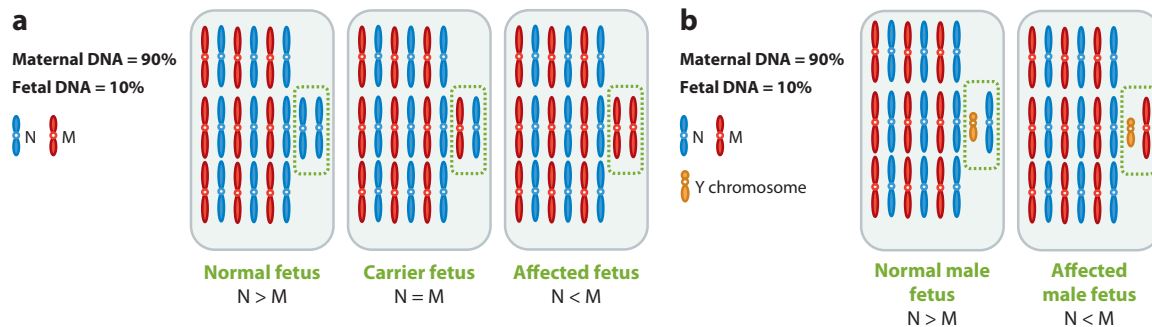 a
Maternal DNA = 90%
Fetal DNA = 10%
N M
Normal fetus
N > M
Carrier fetus
N = M
Affected fetus
N < M
b
Maternal DNA = 90%
Fetal DNA = 10%
N M
Y chromosome
Normal male
fetus
N > M
Affected
male fetus
N < M